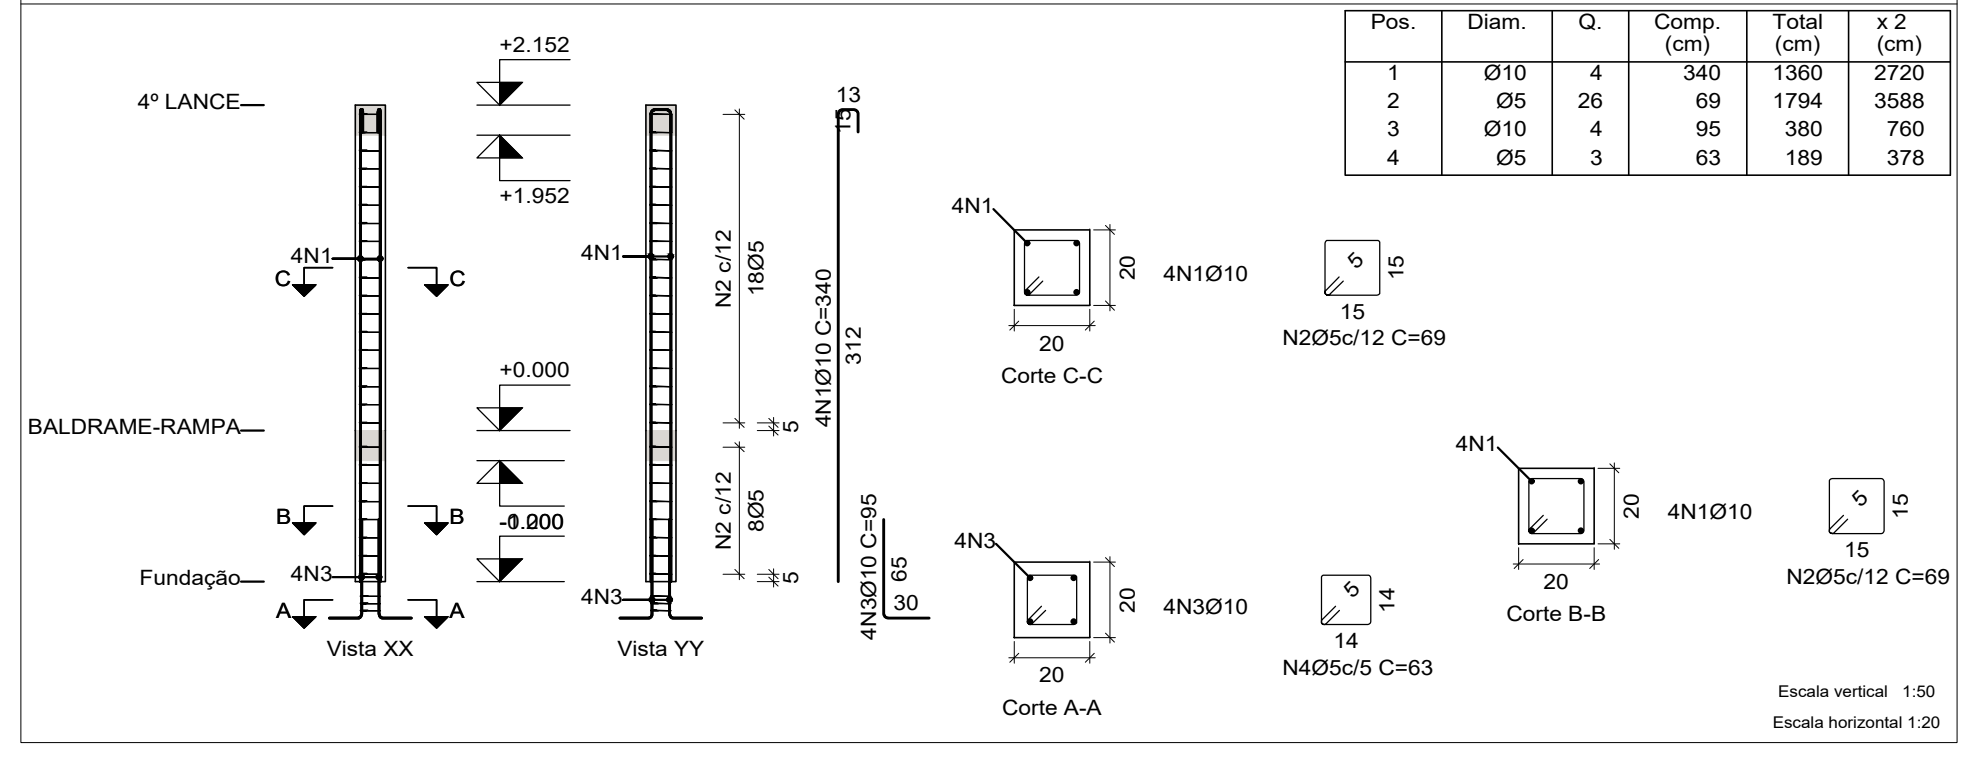 Pos. Diam. Q. Comp. (cm) Total (cm) x 2 (cm)
1 Ø10 4 340 1360 2720
2 Ø5 26 69 1794 3588
3 Ø10 4 95 380 760
4 Ø5 3 63 189 378
4º LANCE
BALDRAME-RAMPA
Fundação
4N1
C
C
B
B
4N3
A
A
Vista XX
+2.152
+1.952
+0.000
-1.000
4N1
4N3
Vista YY
N2 c/12
18Ø5
5
N2 c/12
8Ø5
5
13
15
4N1Ø10 C=340
312
4N3Ø10 C=95
65
30
4N1
20
20
Corte C-C
4N1Ø10
5
15
15
N2Ø5c/12 C=69
4N3
20
20
Corte A-A
4N3Ø10
5
14
14
N4Ø5c/5 C=63
4N1
20
20
Corte B-B
4N1Ø10
5
15
15
N2Ø5c/12 C=69
Escala vertical 1:50
Escala horizontal 1:20